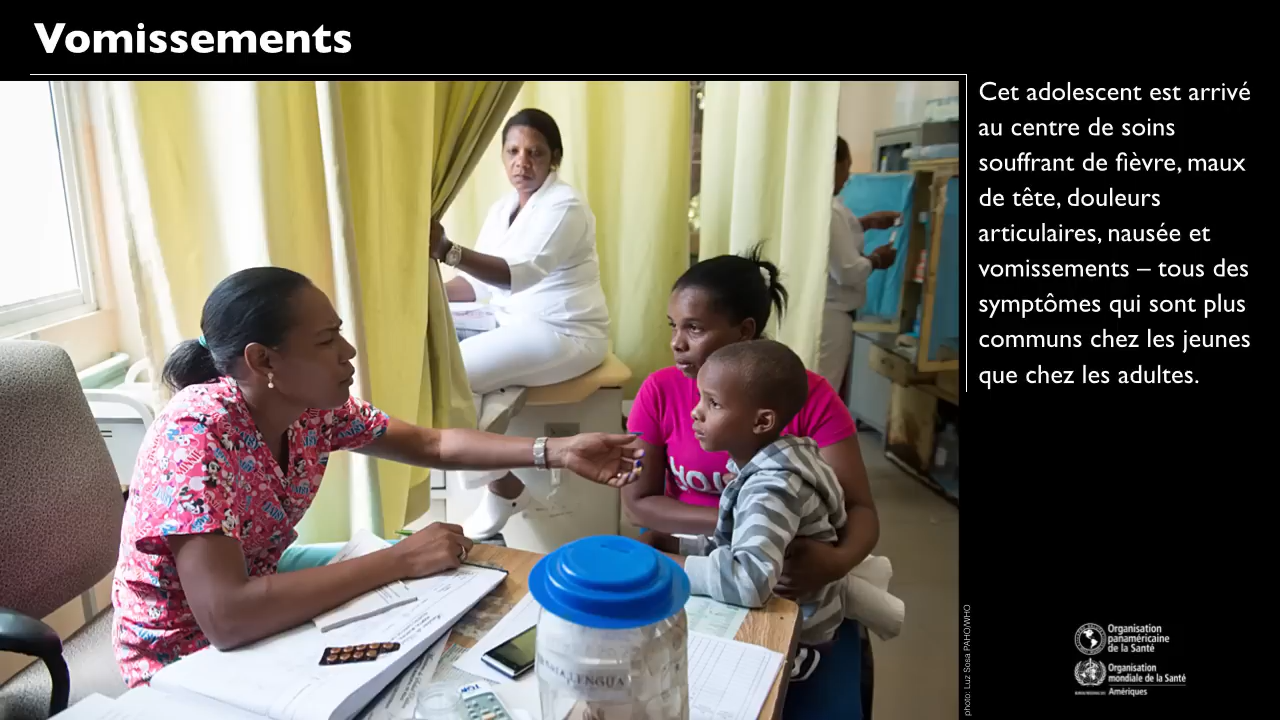 Vomissements
Cet adolescent est arrivé
au centre de soins
souffrant de fièvre, maux
de tête, douleurs
articulaires, nausée et
vomissements – tous des
symptômes qui sont plus
communs chez les jeunes
que chez les adultes.
photo: Luz Sosa PAHO/WHO
Organisation
panaméricaine
de la Santé
Organisation
mondiale de la Santé
Amériques